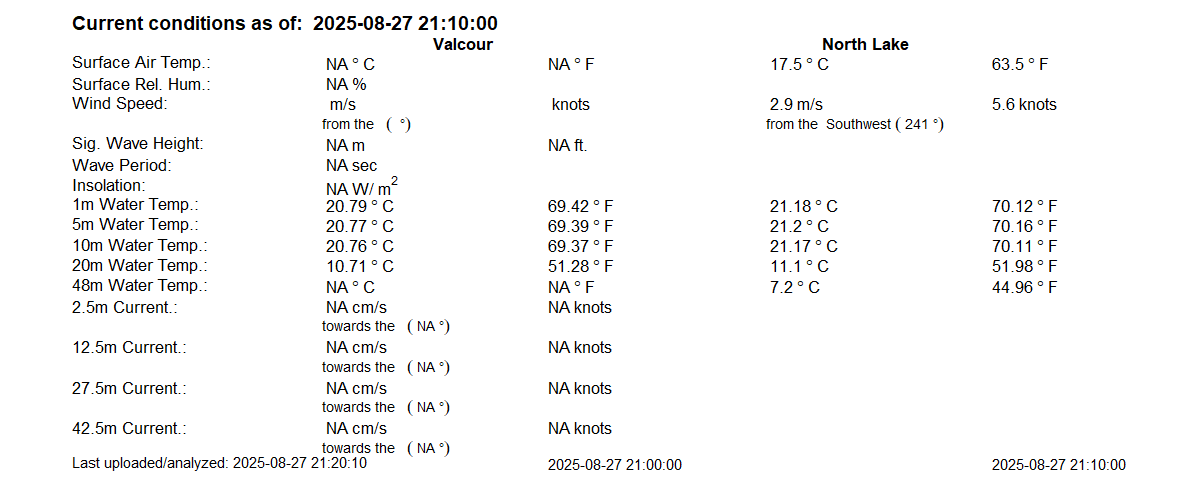 Current conditions as of: 2025-08-27 21:10:00
Valcour North Lake
Surface Air Temp.: NA ° C NA ° F 17.5 ° C 63.5 ° F
Surface Rel. Hum.: NA %
Wind Speed: m/s knots 2.9 m/s 5.6 knots
from the ( °) from the Southwest ( 241 °)
Sig. Wave Height: NA m NA ft.
Wave Period: NA sec
Insolation: NA W/ m²
1m Water Temp.: 20.79 ° C 69.42 ° F 21.18 ° C 70.12 ° F
5m Water Temp.: 20.77 ° C 69.39 ° F 21.2 ° C 70.16 ° F
10m Water Temp.: 20.76 ° C 69.37 ° F 21.17 ° C 70.11 ° F
20m Water Temp.: 10.71 ° C 51.28 ° F 11.1 ° C 51.98 ° F
48m Water Temp.: NA ° C NA ° F 7.2 ° C 44.96 ° F
2.5m Current.: NA cm/s NA knots
towards the ( NA °)
12.5m Current.: NA cm/s NA knots
towards the ( NA °)
27.5m Current.: NA cm/s NA knots
towards the ( NA °)
42.5m Current.: NA cm/s NA knots
towards the ( NA °)
Last uploaded/analyzed: 2025-08-27 21:20:10 2025-08-27 21:00:00 2025-08-27 21:10:00